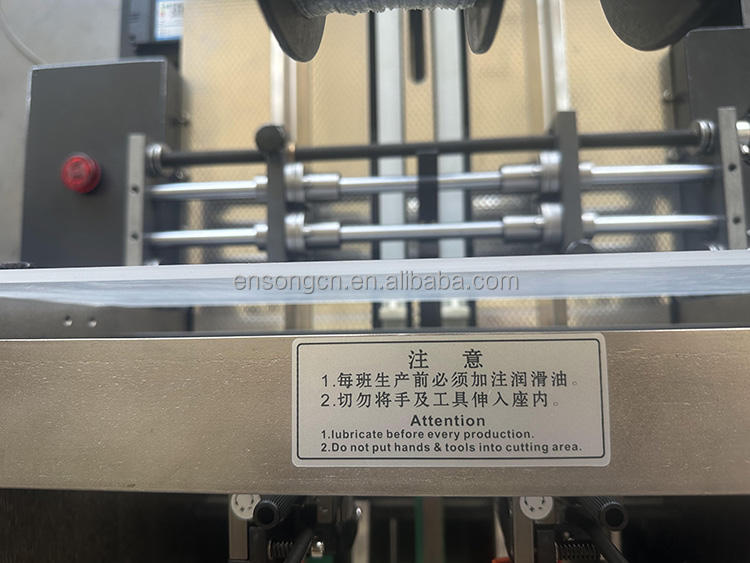 ensongcn.en.alibaba.com
注 意
1.每班生产前必须加注润滑油。
2.切勿将手及工具伸入座内。
Attention
1.lubricate before every production.
2.Do not put hands & tools into cutting area.